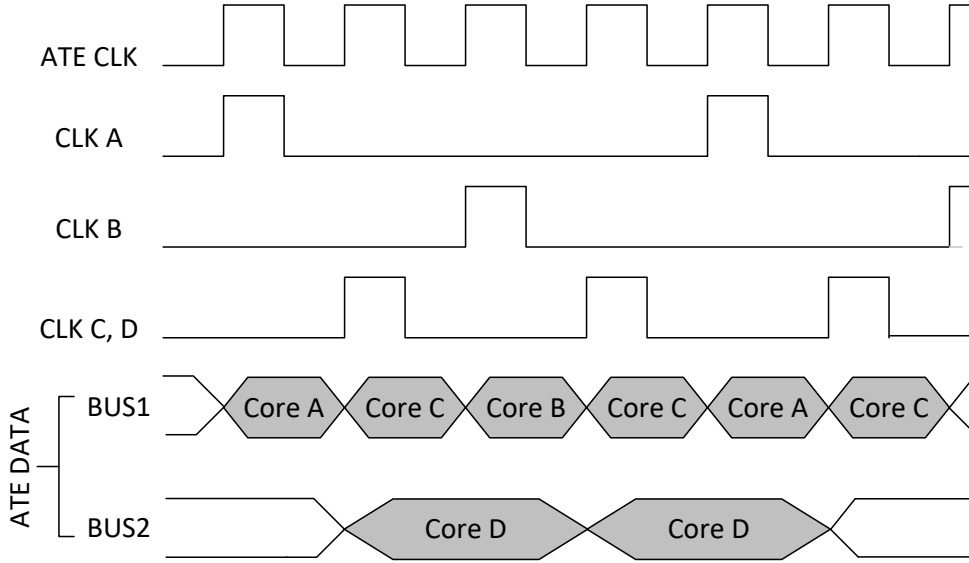 ATE CLK
CLK A
CLK B
CLK C, D
ATE DATA
BUS1
Core A
Core C
Core B
Core C
Core A
Core C
BUS2
Core D
Core D